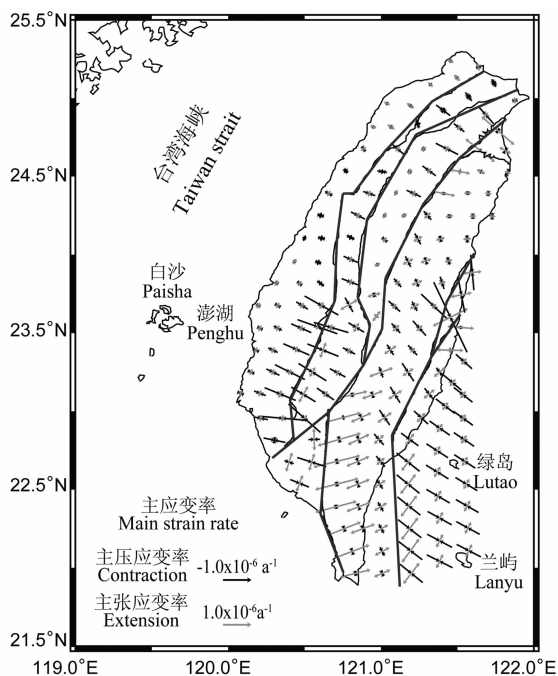 25.5°N
台湾海峡
Taiwan strait
24.5°N
白沙
Paisha
澎湖
Penghu
23.5°N
绿岛
Lutao
22.5°N
主应变率
Main strain rate
主压应变率 -1.0x10⁻⁶ a⁻¹
Contraction
兰屿
Lanyu
主张应变率 1.0x10⁻⁶a⁻¹
Extension
21.5°N
119.0°E 120.0°E 121.0°E 122.0°E